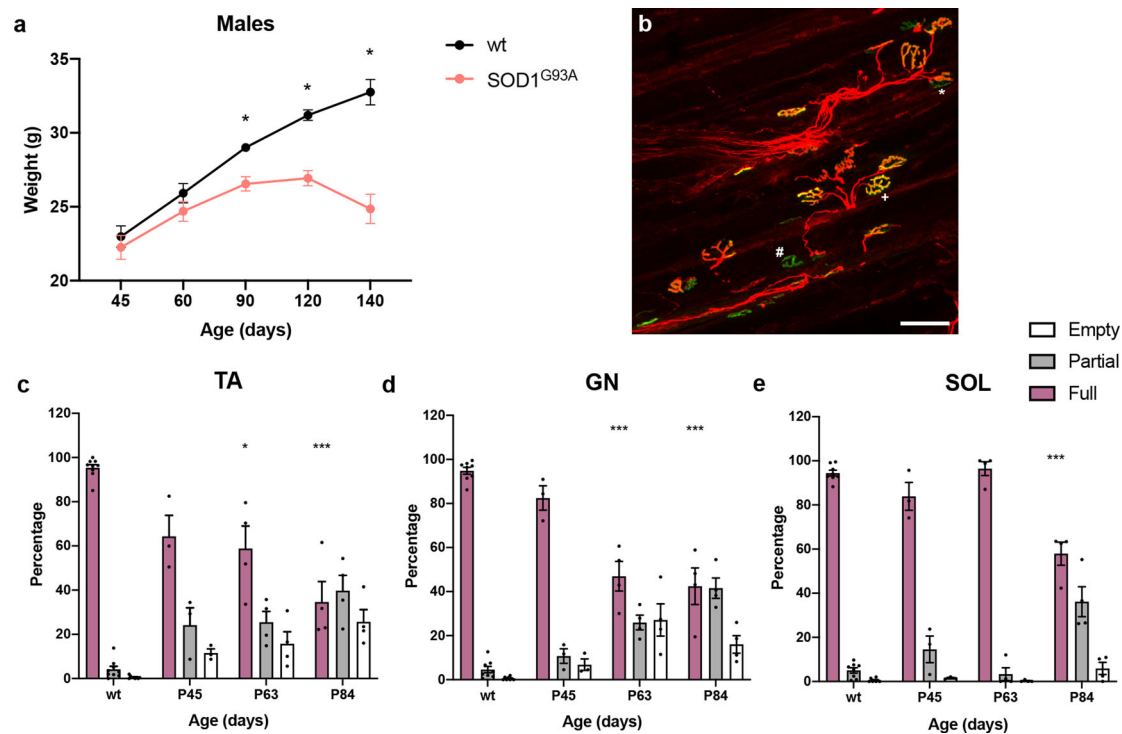 a
Males
wt
SOD1G93A
*
*
*
35
30
25
20
Weight (g)
45 60 90 120 140
Age (days)
b
*
+
#
Empty
Partial
Full
c
TA
* ***
120
100
80
60
40
20
0
Percentage
wt P45 P63 P84
Age (days)
d
GN
*** ***
120
100
80
60
40
20
0
Percentage
wt P45 P63 P84
Age (days)
e
SOL
***
120
100
80
60
40
20
0
Percentage
wt P45 P63 P84
Age (days)